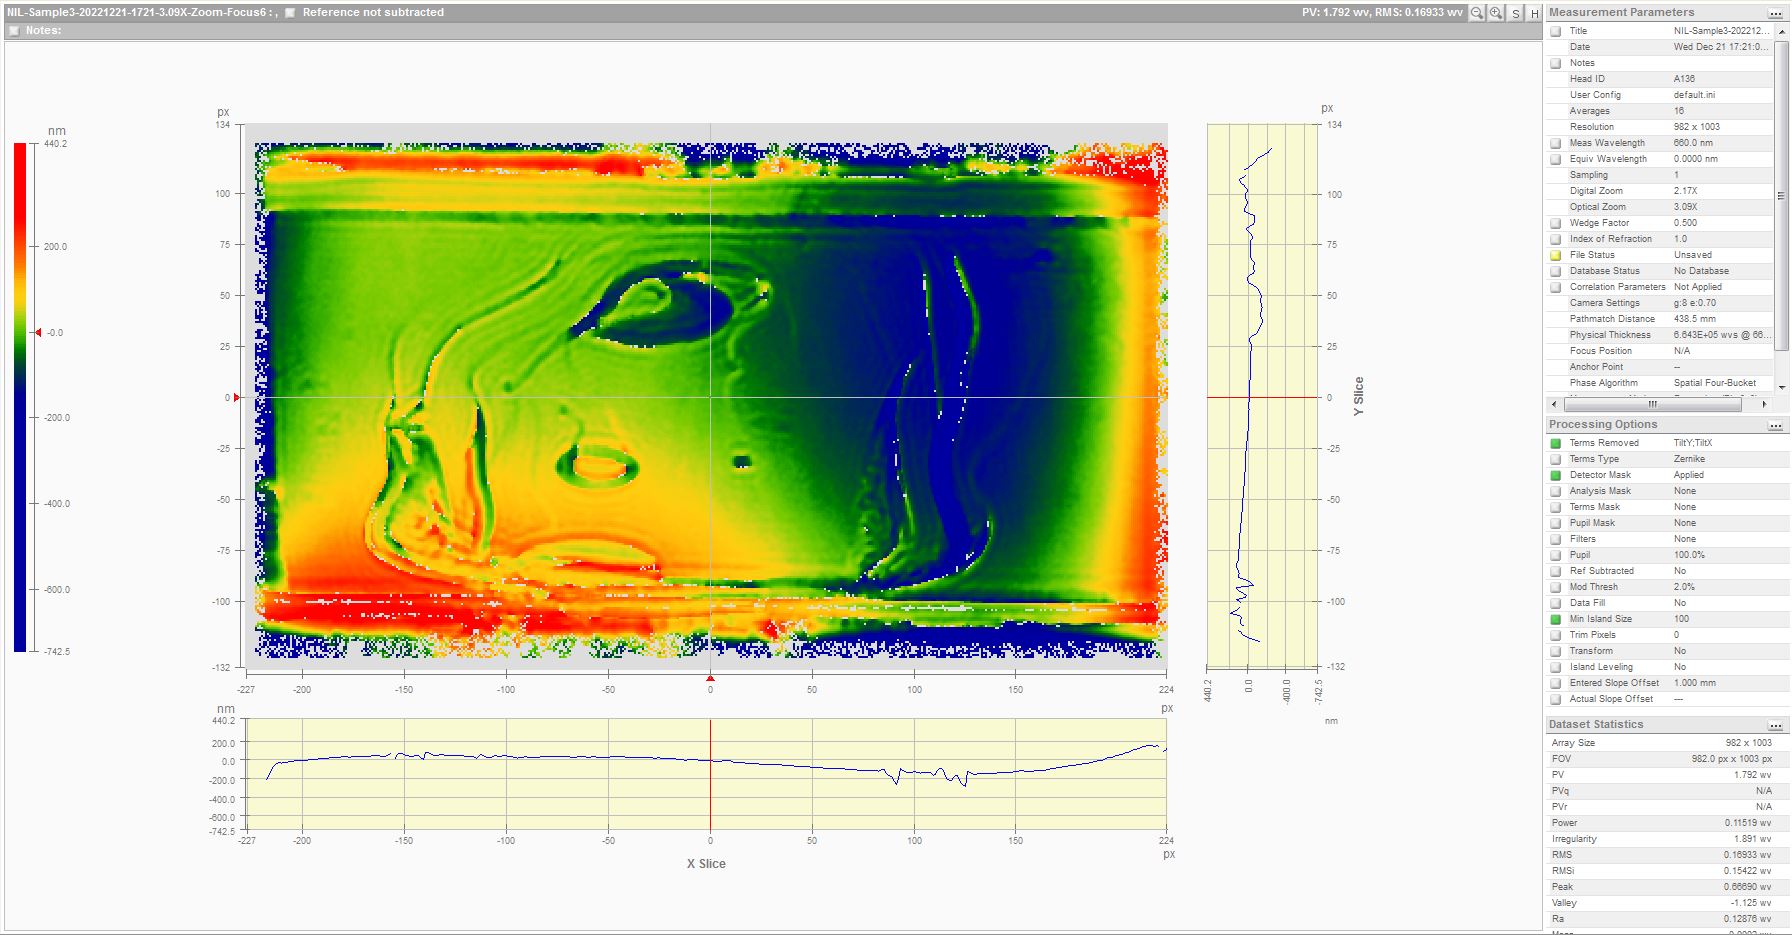 NIL-Sample3-20221221-1721-3.09X-Zoom-Focus6 : , Reference not subtracted PV: 1.792 wv, RMS: 0.16933 wv S H
Notes:
nm
440.2
200.0
-0.0
-200.0
-400.0
-600.0
-742.5
px
134
100
75
50
25
0
-25
-50
-75
-100
-132
-227 -200 -150 -100 -50 0 50 100 150 224
px
px
134
100
75
50
25
0
-25
-50
-75
-100
-132
Y Slice
440.2 0.0 -400.0 -742.5
nm
nm
440.2
200.0
0.0
-200.0
-400.0
-600.0
-742.5
-227 -200 -150 -100 -50 0 50 100 150 224
px
X Slice
Measurement Parameters ...
Title NIL-Sample3-202212...
Date Wed Dec 21 17:21:0...
Notes
Head ID A136
User Config default.ini
Averages 16
Resolution 982 x 1003
Meas Wavelength 660.0 nm
Equiv Wavelength 0.0000 nm
Sampling 1
Digital Zoom 2.17X
Optical Zoom 3.09X
Wedge Factor 0.500
Index of Refraction 1.0
File Status Unsaved
Database Status No Database
Correlation Parameters Not Applied
Camera Settings g:8 e:0.70
Pathmatch Distance 438.5 mm
Physical Thickness 6.643E+05 wvs @ 66...
Focus Position N/A
Anchor Point --
Phase Algorithm Spatial Four-Bucket
Processing Options ...
Terms Removed TiltY;TiltX
Terms Type Zernike
Detector Mask Applied
Analysis Mask None
Terms Mask None
Pupil Mask None
Filters None
Pupil 100.0%
Ref Subtracted No
Mod Thresh 2.0%
Data Fill No
Min Island Size 100
Trim Pixels 0
Transform No
Island Leveling No
Entered Slope Offset 1.000 mm
Actual Slope Offset ---
Dataset Statistics ...
Array Size 982 x 1003
FOV 982.0 px x 1003 px
PV 1.792 wv
PVq N/A
PVr N/A
Power 0.11519 wv
Irregularity 1.891 wv
RMS 0.16933 wv
RMSi 0.15422 wv
Peak 0.66690 wv
Valley -1.125 wv
Ra 0.12876 wv